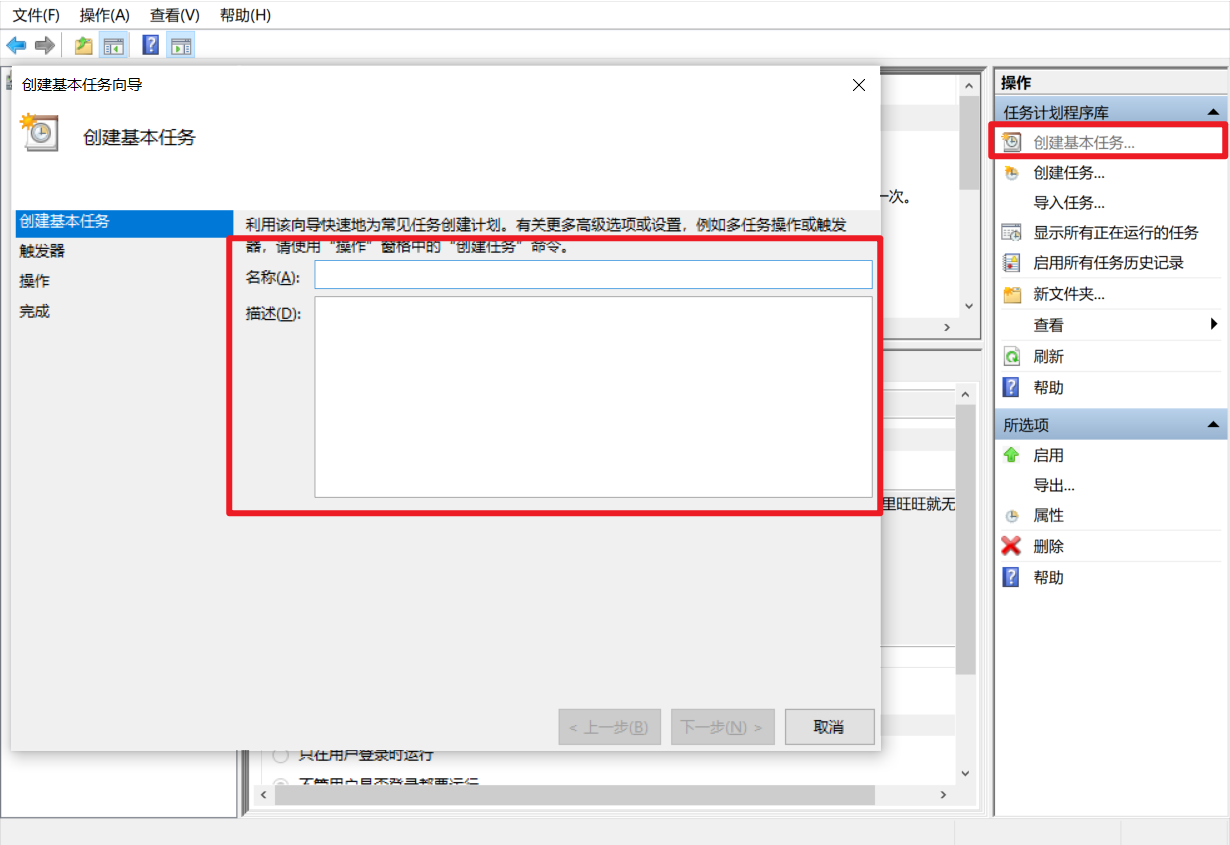 文件(F) 操作(A) 查看(V) 帮助(H)
创建基本任务向导
创建基本任务
创建基本任务
触发器
操作
完成
利用该向导快速地为常见任务创建计划。有关更多高级选项或设置，例如多任务操作或触发
器，请使用“操作”窗格中的“创建任务”命令。
名称(A):
描述(D):
< 上一步(B) 下一步(N) > 取消
一次。
里旺旺就无
只在用户登录时运行
不管用户是否登录都要运行
操作
任务计划程序库
创建基本任务...
创建任务...
导入任务...
显示所有正在运行的任务
启用所有任务历史记录
新文件夹...
查看
刷新
帮助
所选项
启用
导出...
属性
删除
帮助